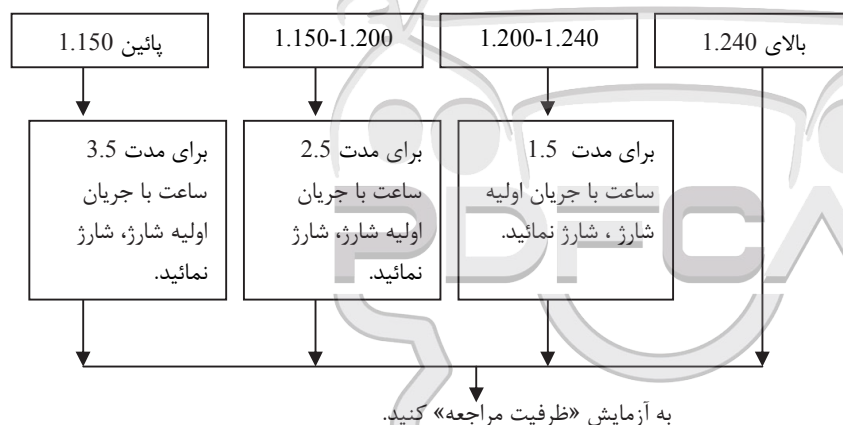 بالای 1.240
1.200-1.240
1.150-1.200
پائین 1.150
برای مدت 1.5
ساعت با جریان اولیه
شارژ ، شارژ نمائید.
برای مدت 2.5
ساعت با جریان
اولیه شارژ، شارژ
نمائید.
برای مدت 3.5
ساعت با جریان
اولیه شارژ، شارژ
نمائید.
به آزمایش «ظرفیت مراجعه» کنید.